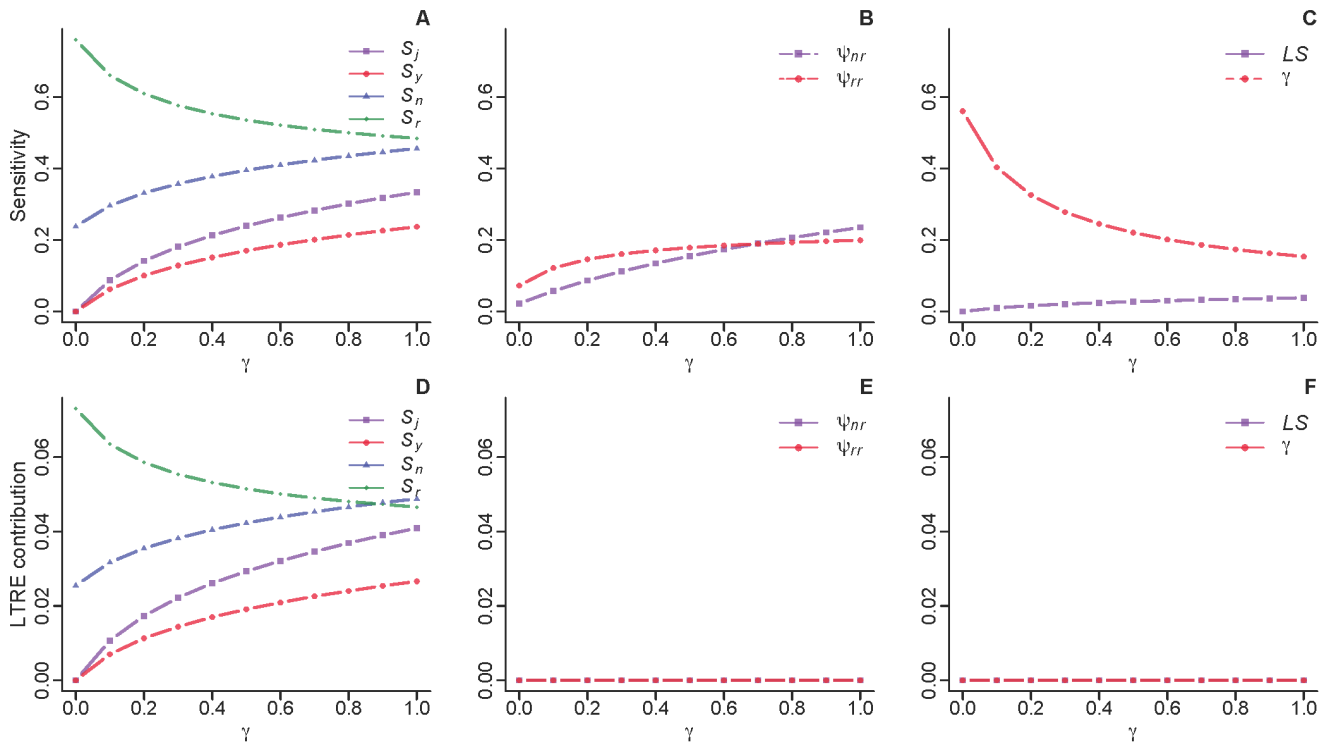 A
B
C
Sensitivity
0.0 0.2 0.4 0.6
S_j
S_y
S_n
S_r
0.0 0.2 0.4 0.6 0.8 1.0
γ
0.0 0.2 0.4 0.6
ψ_nr
ψ_rr
0.0 0.2 0.4 0.6 0.8 1.0
γ
0.0 0.2 0.4 0.6
LS
γ
0.0 0.2 0.4 0.6 0.8 1.0
γ
D
E
F
LTRE contribution
0.00 0.02 0.04 0.06
S_j
S_y
S_n
S_r
0.0 0.2 0.4 0.6 0.8 1.0
γ
0.00 0.02 0.04 0.06
ψ_nr
ψ_rr
0.0 0.2 0.4 0.6 0.8 1.0
γ
0.00 0.02 0.04 0.06
LS
γ
0.0 0.2 0.4 0.6 0.8 1.0
γ